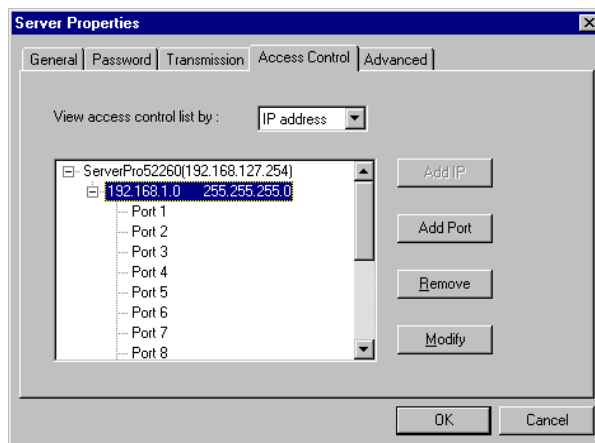 Server Properties
General Password Transmission Access Control Advanced
View access control list by : IP address
ServerPro52260(192.168.127.254) Add IP
192.168.1.0 255.255.255.0
Port 1
Port 2 Add Port
Port 3
Port 4
Port 5 Remove
Port 6
Port 7 Modify
Port 8
OK Cancel